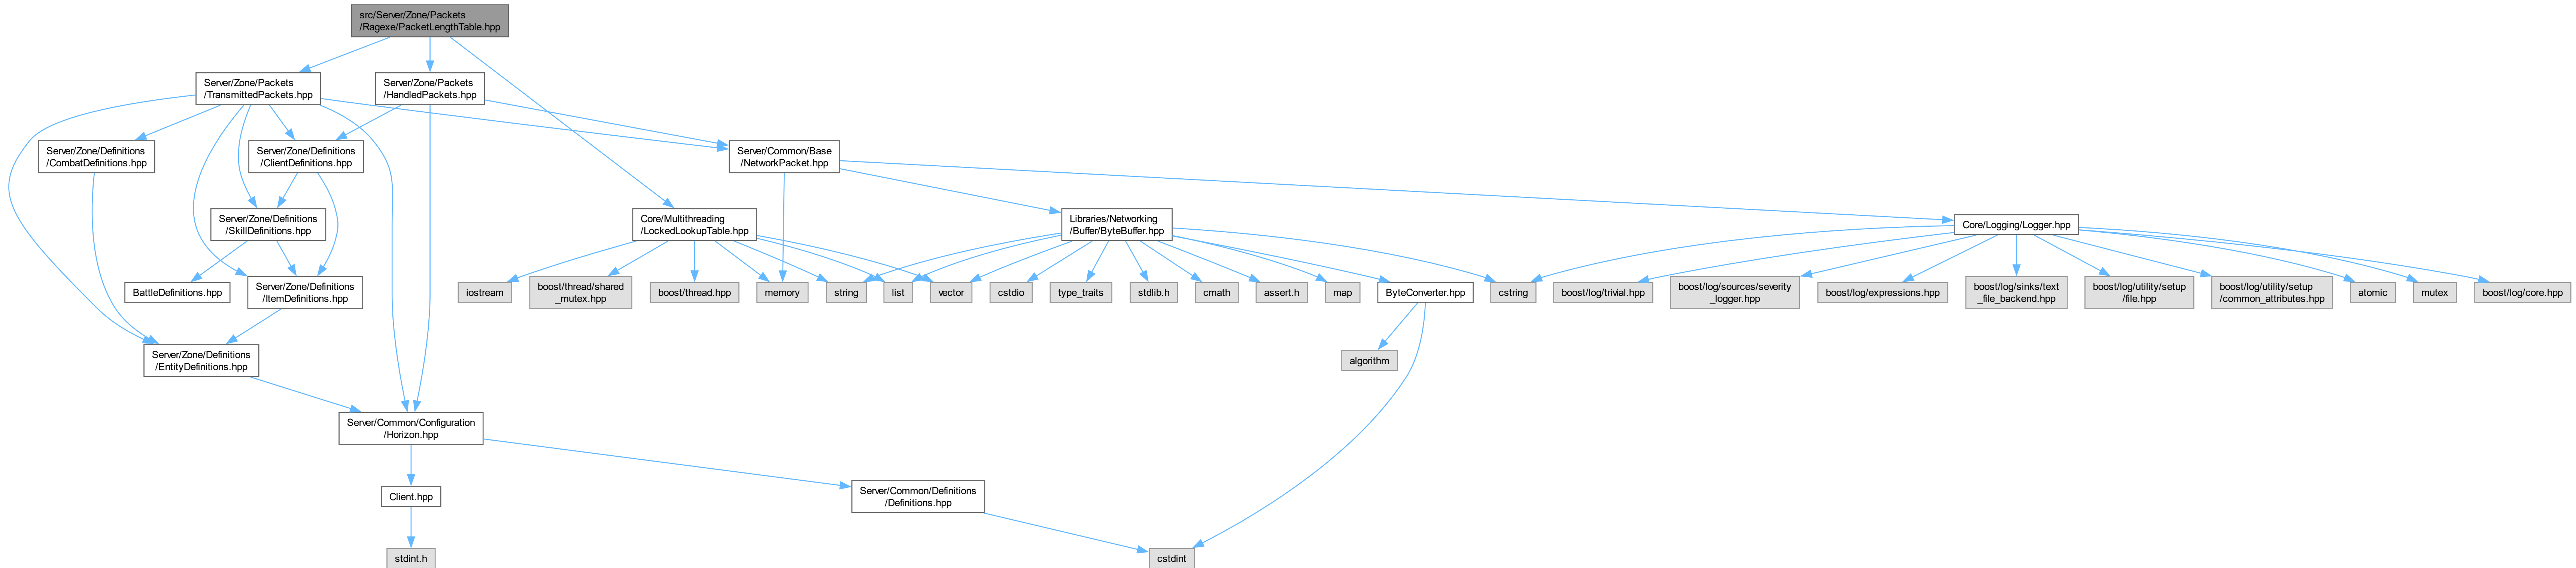 src/Server/Zone/Packets
/Ragexe/PacketLengthTable.hpp
Server/Zone/Packets
/TransmittedPackets.hpp
Server/Zone/Packets
/HandledPackets.hpp
Server/Zone/Definitions
/CombatDefinitions.hpp
Server/Zone/Definitions
/ClientDefinitions.hpp
Server/Common/Base
/NetworkPacket.hpp
Server/Zone/Definitions
/SkillDefinitions.hpp
Core/Multithreading
/LockedLookupTable.hpp
Libraries/Networking
/Buffer/ByteBuffer.hpp
Core/Logging/Logger.hpp
BattleDefinitions.hpp
Server/Zone/Definitions
/ItemDefinitions.hpp
iostream
boost/thread/shared
_mutex.hpp
boost/thread.hpp
memory
string
list
vector
cstdio
type_traits
stdlib.h
cmath
assert.h
map
ByteConverter.hpp
cstring
boost/log/trivial.hpp
boost/log/sources/severity
_logger.hpp
boost/log/expressions.hpp
boost/log/sinks/text
_file_backend.hpp
boost/log/utility/setup
/file.hpp
boost/log/utility/setup
/common_attributes.hpp
atomic
mutex
boost/log/core.hpp
Server/Zone/Definitions
/EntityDefinitions.hpp
algorithm
Server/Common/Configuration
/Horizon.hpp
Client.hpp
Server/Common/Definitions
/Definitions.hpp
stdint.h
cstdint